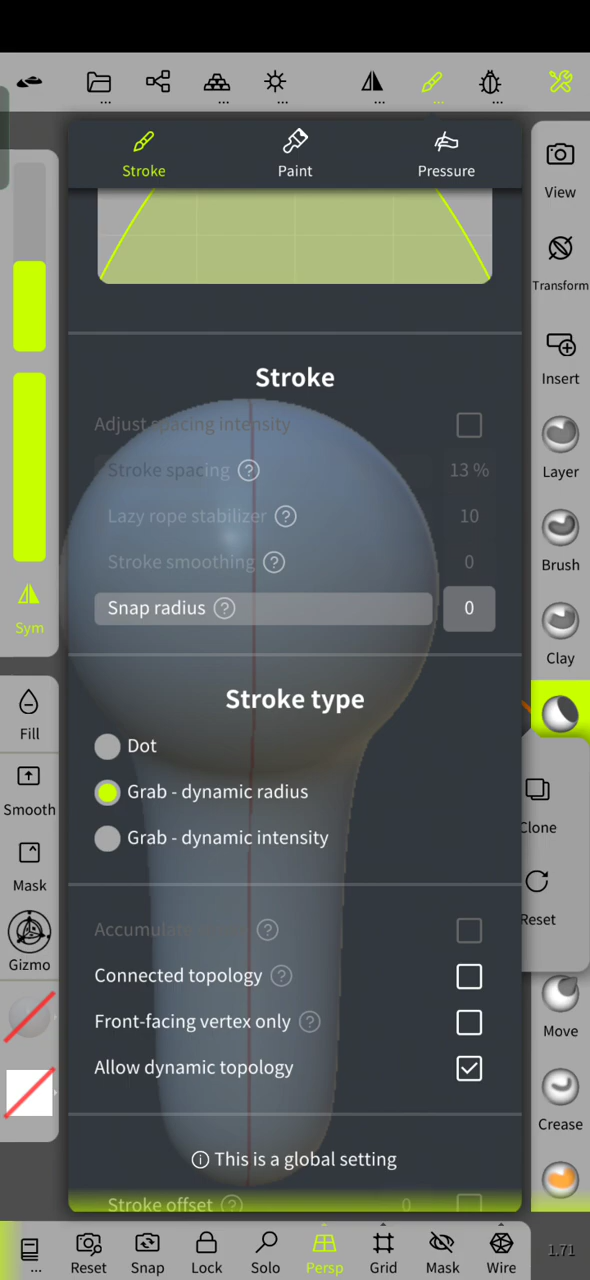 Stroke
Paint
Pressure
View
Transform
Insert
Layer
Brush
Clay
Stroke
Adjust spacing intensity
Stroke spacing ?
13 %
Lazy rope stabilizer ?
10
Stroke smoothing ?
0
Snap radius ?
0
Sym
Stroke type
Dot
Grab - dynamic radius
Grab - dynamic intensity
Fill
Smooth
Mask
Gizmo
Clone
Reset
Connected topology ?
Front-facing vertex only ?
Allow dynamic topology
Move
Crease
This is a global setting
Stroke offset ?
0
Reset
Snap
Lock
Solo
Persp
Grid
Mask
Wire
1.71